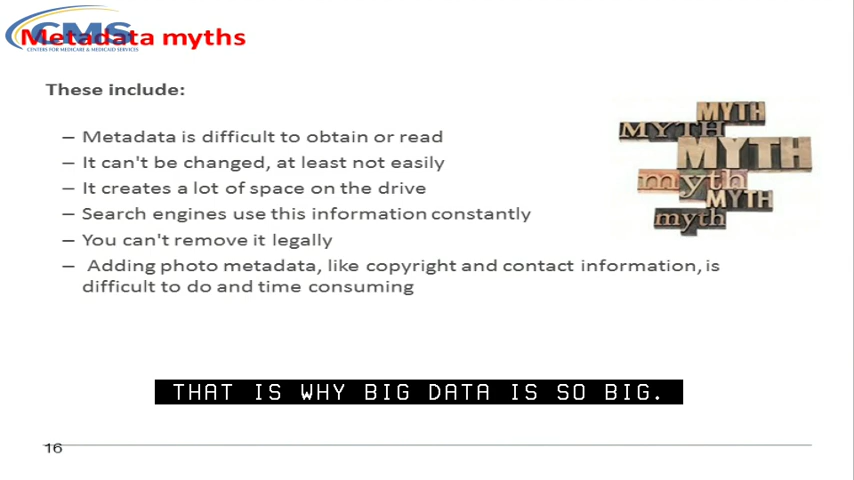 CMS
CENTERS FOR MEDICARE & MEDICAID SERVICES
Metadata myths
These include:
– Metadata is difficult to obtain or read
– It can't be changed, at least not easily
– It creates a lot of space on the drive
– Search engines use this information constantly
– You can't remove it legally
– Adding photo metadata, like copyright and contact information, is
difficult to do and time consuming
MYTH
MYTH
MYTH
myth
MYTH
myth
THAT IS WHY BIG DATA IS SO BIG.
16